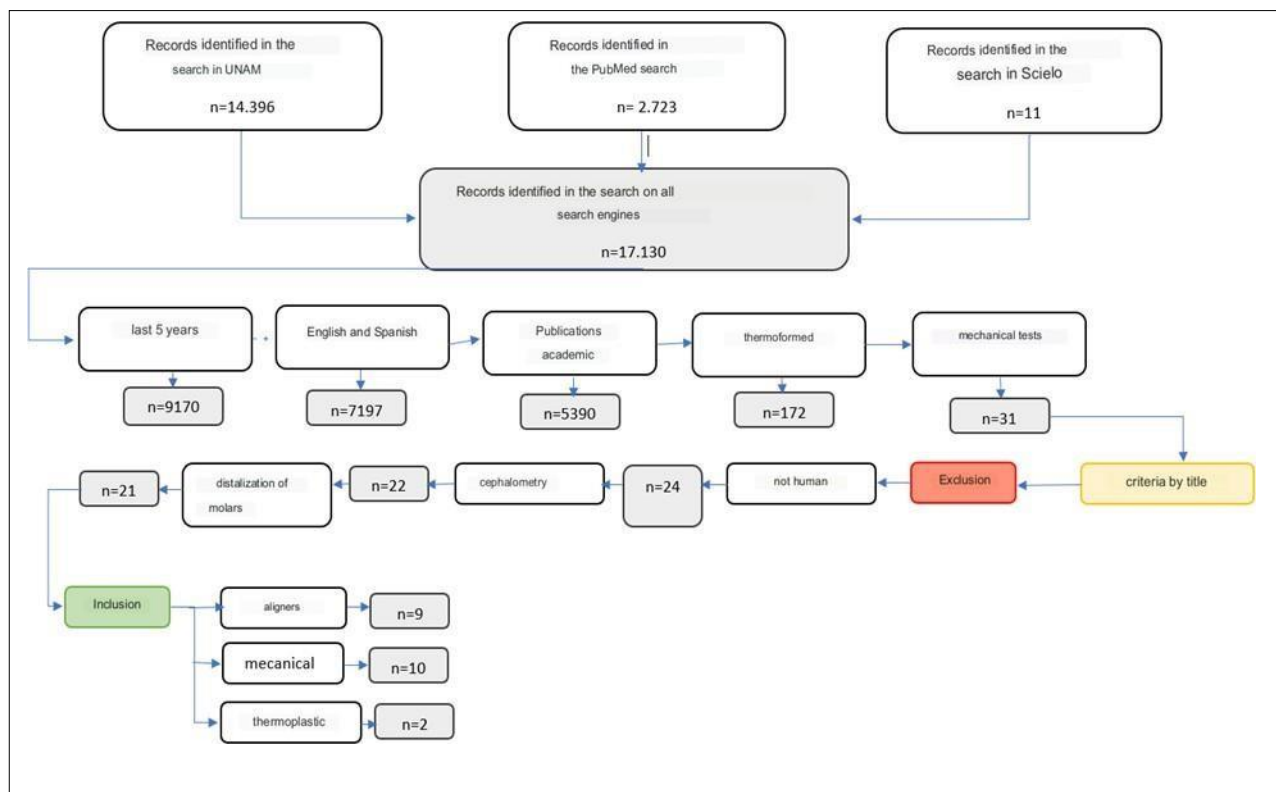 Records identified in the
search in UNAM
n=14.396
Records identified in
the PubMed search
n= 2.723
Records identified in the
search in Scielo
n=11
Records identified in the search on all
search engines
n=17.130
last 5 years
English and Spanish
Publications
academic
thermoformed
mechanical tests
n=9170
n=7197
n=5390
n=172
n=31
criteria by title
Exclusion
not human
n=24
cephalometry
n=22
distalization of
molars
n=21
Inclusion
aligners
n=9
mecanical
n=10
thermoplastic
n=2